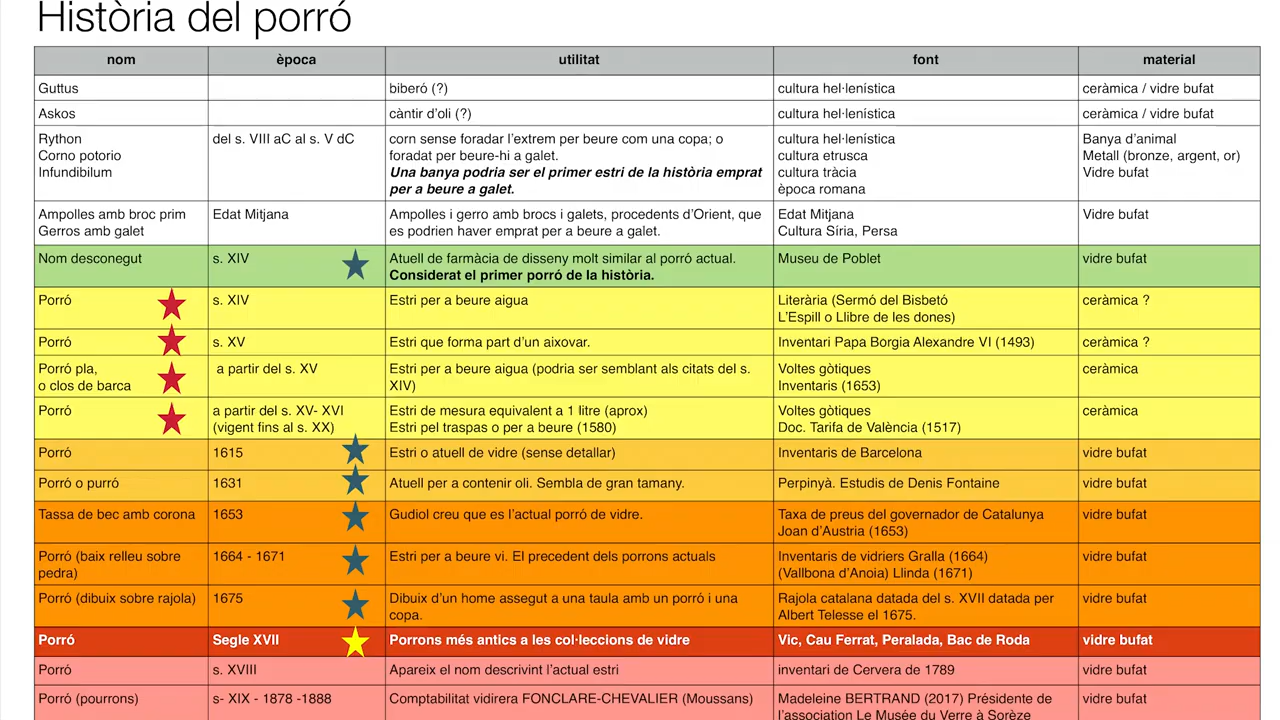 Història del porró
nom època utilitat font material
Guttus biberó (?) cultura hel·lenística ceràmica / vidre bufat
Askos càntir d'oli (?) cultura hel·lenística ceràmica / vidre bufat
Rython del s. VIII aC al s. V dC corn sense foradar l'extrem per beure com una copa; o cultura hel·lenística Banya d'animal
Corno potorio foradat per beure-hi a galet. cultura etrusca Metall (bronze, argent, or)
Infundibilum Una banya podria ser el primer estri de la història emprat cultura tràcia Vidre bufat
per a beure a galet. època romana
Ampolles amb broc prim Edat Mitjana Ampolles i gerro amb brocs i galets, procedents d'Orient, que Edat Mitjana Vidre bufat
Gerros amb galet es podrien haver emprat per a beure a galet. Cultura Síria, Persa
Nom desconegut s. XIV Atuell de farmàcia de disseny molt similar al porró actual. Museu de Poblet vidre bufat
Considerat el primer porró de la història.
Porró s. XIV Estri per a beure aigua Literària (Sermó del Bisbetó ceràmica ?
L'Espill o Llibre de les dones)
Porró s. XV Estri que forma part d'un aixovar. Inventari Papa Borgia Alexandre VI (1493) ceràmica ?
Porró pla, a partir del s. XV Estri per a beure aigua (podria ser semblant als citats del s. Voltes gòtiques ceràmica
o clos de barca XIV) Inventaris (1653)
Porró a partir del s. XV- XVI Estri de mesura equivalent a 1 litre (aprox) Voltes gòtiques ceràmica
(vigent fins al s. XX) Estri pel traspas o per a beure (1580) Doc. Tarifa de València (1517)
Porró 1615 Estri o atuell de vidre (sense detallar) Inventaris de Barcelona vidre bufat
Porró o purró 1631 Atuell per a contenir oli. Sembla de gran tamany. Perpinyà. Estudis de Denis Fontaine vidre bufat
Tassa de bec amb corona 1653 Gudiol creu que es l'actual porró de vidre. Taxa de preus del governador de Catalunya vidre bufat
Joan d'Austria (1653)
Porró (baix relleu sobre 1664 - 1671 Estri per a beure vi. El precedent dels porrons actuals Inventaris de vidriers Gralla (1664) vidre bufat
pedra) (Vallbona d'Anoia) Llinda (1671)
Porró (dibuix sobre rajola) 1675 Dibuix d'un home assegut a una taula amb un porró i una Rajola catalana datada del s. XVII datada per vidre bufat
copa. Albert Telesse el 1675.
Porró Segle XVII Porrons més antics a les col·leccions de vidre Vic, Cau Ferrat, Peralada, Bac de Roda vidre bufat
Porró s. XVIII Apareix el nom descrivint l'actual estri inventari de Cervera de 1789 vidre bufat
Porró (pourrons) s- XIX - 1878 -1888 Comptabilitat vidirera FONCLARE-CHEVALIER (Moussans) Madeleine BERTRAND (2017) Présidente de vidre bufat
l'association Le Musée du Verre à Sorèze